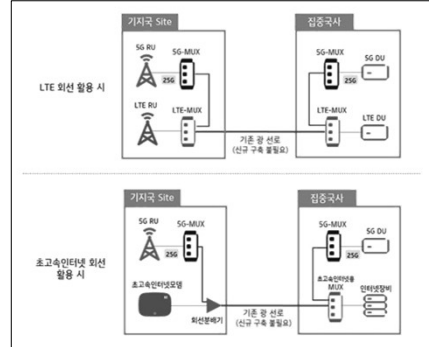 기지국 Site
집중국사
5G RU
5G-MUX
5G-MUX
5G DU
25G
25G
LTE 회선 활용 시
LTE RU
LTE-MUX
LTE-MUX
LTE DU
기존 광 선로
(신규 구축 불필요)
기지국 Site
집중국사
5G RU
5G-MUX
5G-MUX
5G DU
25G
25G
초고속인터넷 회선
활용 시
초고속인터넷모뎀
초고속인터넷용
MUX
인터넷장비
회선분배기
기존 광 선로
(신규 구축 불필요)